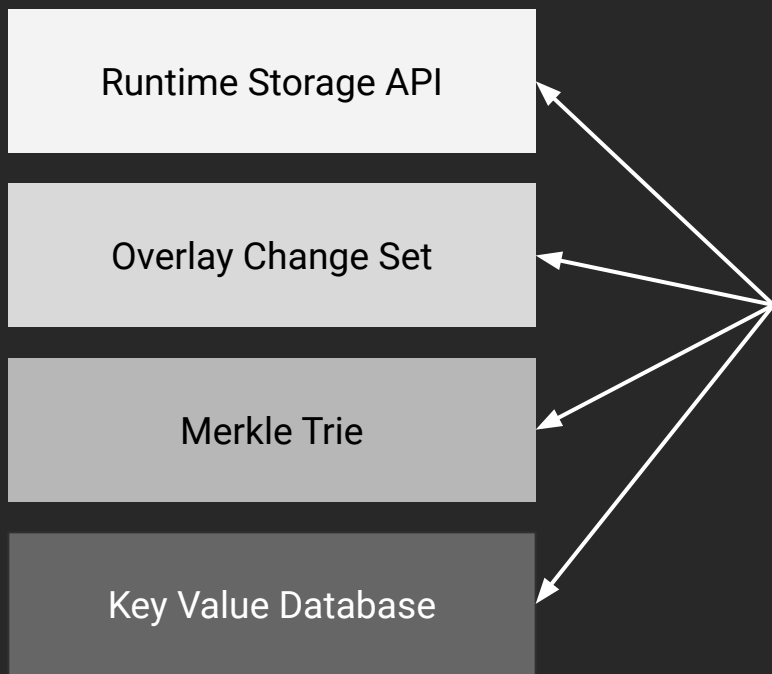 Runtime Storage API
Overlay Change Set
Merkle Trie
Key Value Database